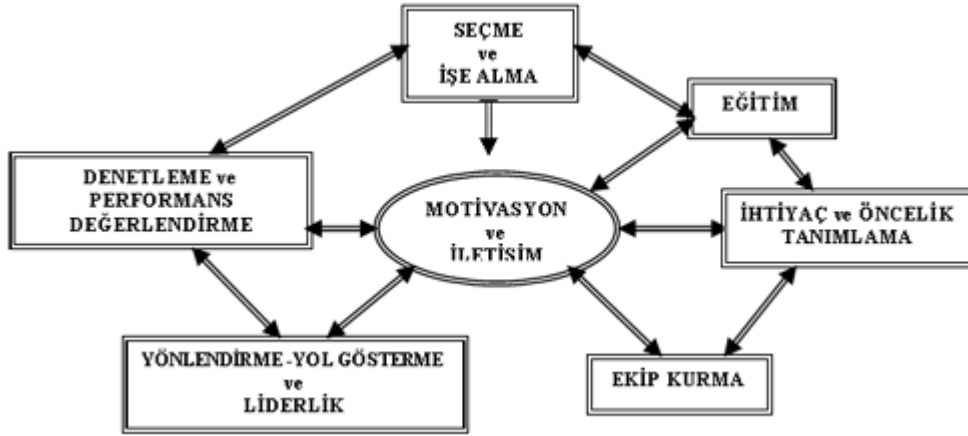 SEÇME
ve
İŞE ALMA
EĞİTİM
DENETLEME ve
PERFORMANS
DEĞERLENDİRME
MOTİVASYON
ve
İLETİŞİM
İHTİYAÇ ve ÖNCELİK
TANIMLAMA
YÖNLENDİRME-YOL GÖSTERME
ve
LİDERLİK
EKİP KURMA